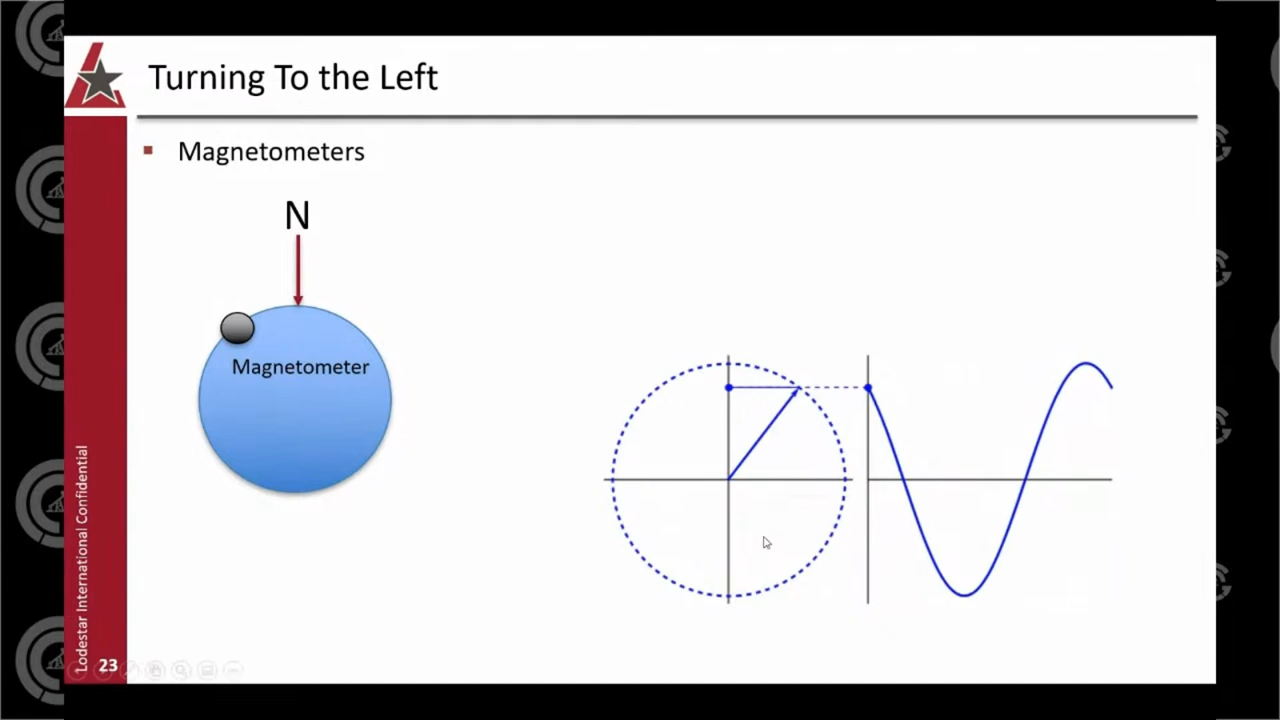 Turning To the Left
Magnetometers
N
Magnetometer
Lodestar International Confidential
23